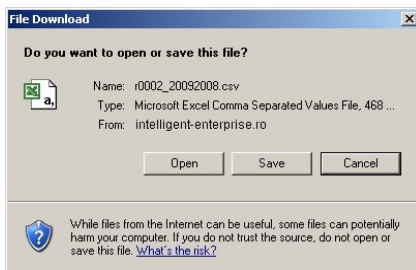 File Download
Do you want to open or save this file?
Name: r0002_20092008.csv
Type: Microsoft Excel Comma Separated Values File, 468 ...
From: intelligent-enterprise.ro
Open Save Cancel
While files from the Internet can be useful, some files can potentially
harm your computer. If you do not trust the source, do not open or
save this file. What's the risk?